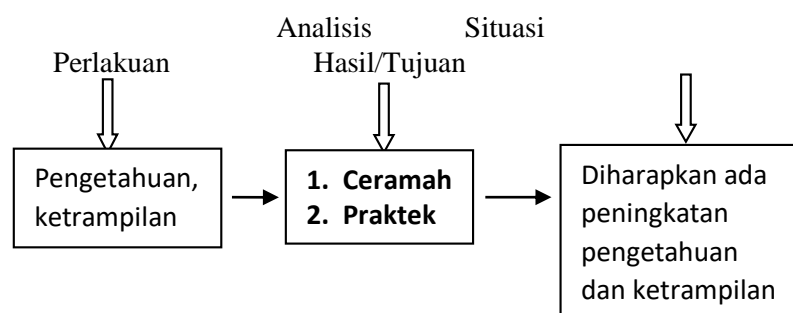 Analisis Situasi
Perlakuan Hasil/Tujuan
Pengetahuan,
ketrampilan
1. Ceramah
2. Praktek
Diharapkan ada
peningkatan
pengetahuan
dan ketrampilan